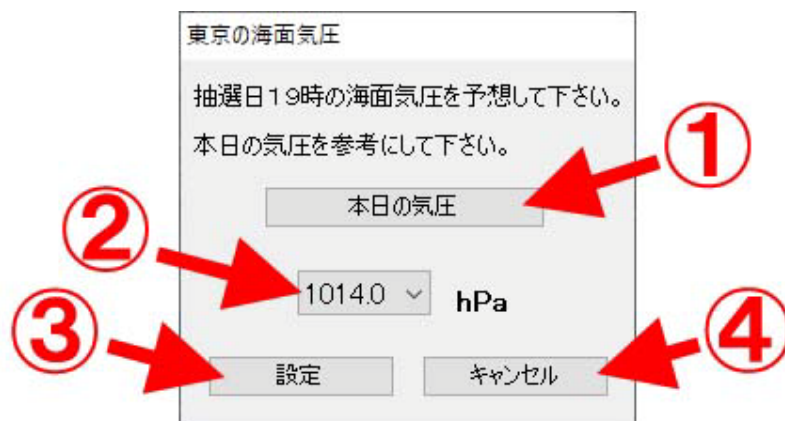 東京の海面気圧
抽選日19時の海面気圧を予想して下さい。
本日の気圧を参考にして下さい。
①
本日の気圧
②
1014.0 hPa
③
設定 キャンセル
④